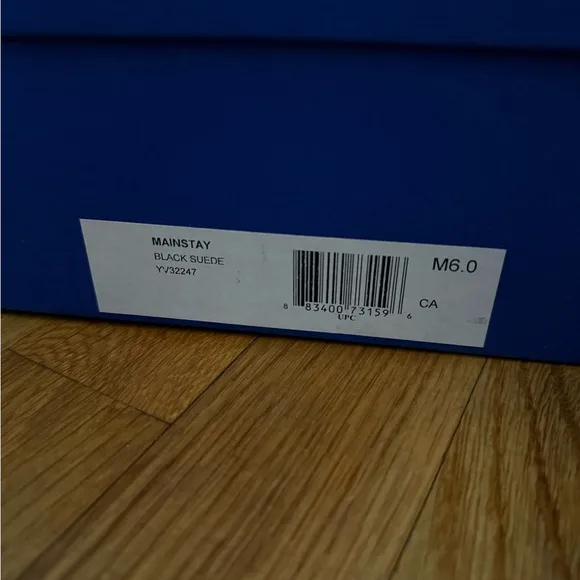 MAINSTAY
BLACK SUEDE
YV32247
8 83400 73159 6
UPC
M6.0
CA